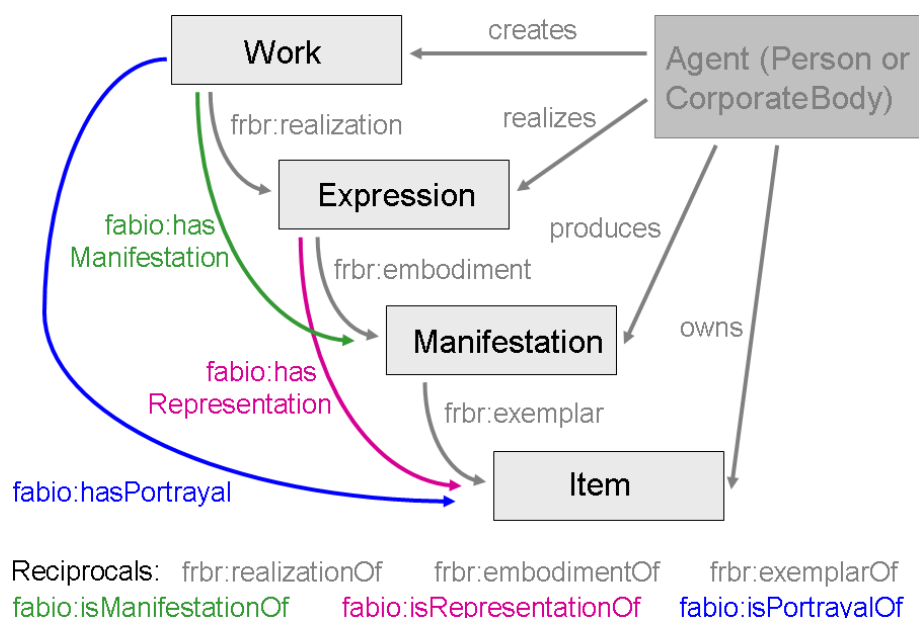 creates
Work
Agent (Person or
CorporateBody)
frbr:realization
realizes
Expression
fabio:has
Manifestation
produces
frbr:embodiment
owns
Manifestation
fabio:has
Representation
frbr:exemplar
Item
fabio:hasPortrayal
Reciprocals: frbr:realizationOf frbr:embodimentOf frbr:exemplarOf
fabio:isManifestationOf fabio:isRepresentationOf fabio:isPortrayalOf